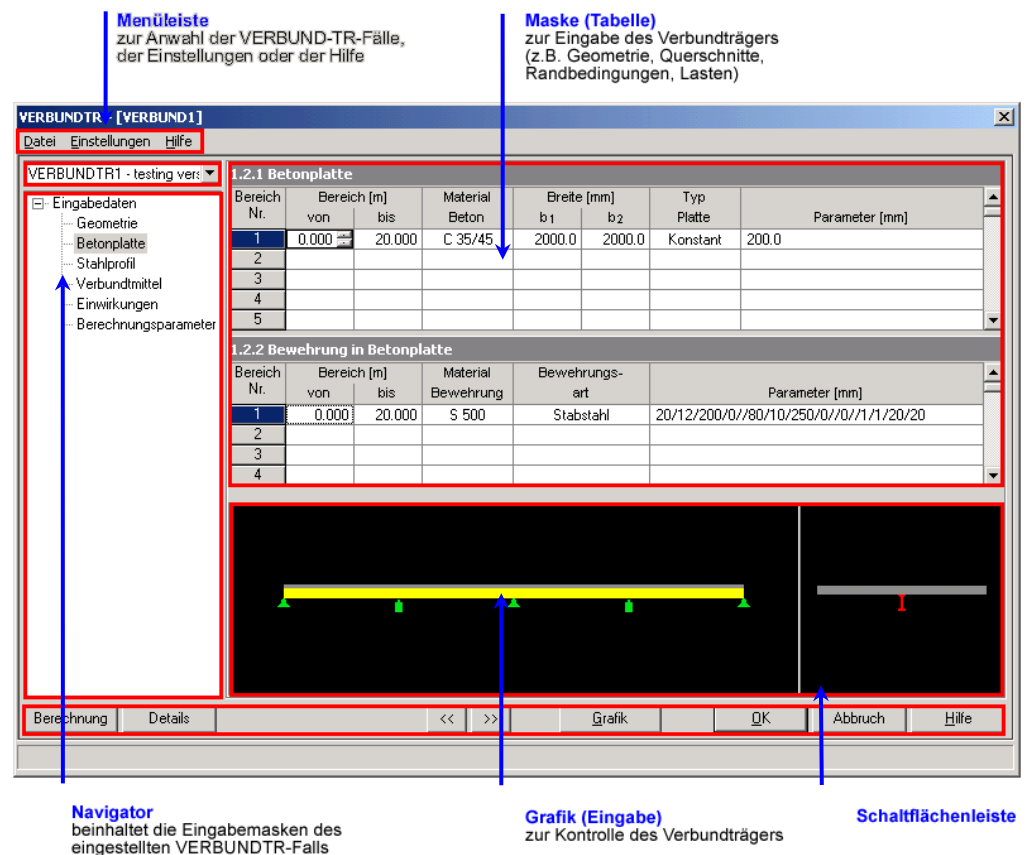 Menüleiste
zur Anwahl der VERBUND-TR-Fälle,
der Einstellungen oder der Hilfe
Maske (Tabelle)
zur Eingabe des Verbundträgers
(z.B. Geometrie, Querschnitte,
Randbedingungen, Lasten)
VERBUNDTR - [VERBUND1]
Datei Einstellungen Hilfe
VERBUNDTR1 - testing vers
Eingabedaten
Geometrie
Betonplatte
Stahlprofil
Verbundmittel
Einwirkungen
Berechnungsparameter
1.2.1 Betonplatte
Bereich Bereich [m] Material Breite [mm] Typ
Nr. von bis Beton b1 b2 Platte Parameter [mm]
1 0.000 20.000 C 35/45 2000.0 2000.0 Konstant 200.0
2
3
4
5
1.2.2 Bewehrung in Betonplatte
Bereich Bereich [m] Material Bewehrungs-
Nr. von bis Bewehrung art Parameter [mm]
1 0.000 20.000 S 500 Stabstahl 20/12/200/0//80/10/250/0//0//1/1/20/20
2
3
4
Berechnung Details << >> Grafik OK Abbruch Hilfe
Navigator
beinhaltet die Eingabemasken des
eingestellten VERBUNDTR-Falls
Grafik (Eingabe)
zur Kontrolle des Verbundträgers
Schaltflächenleiste